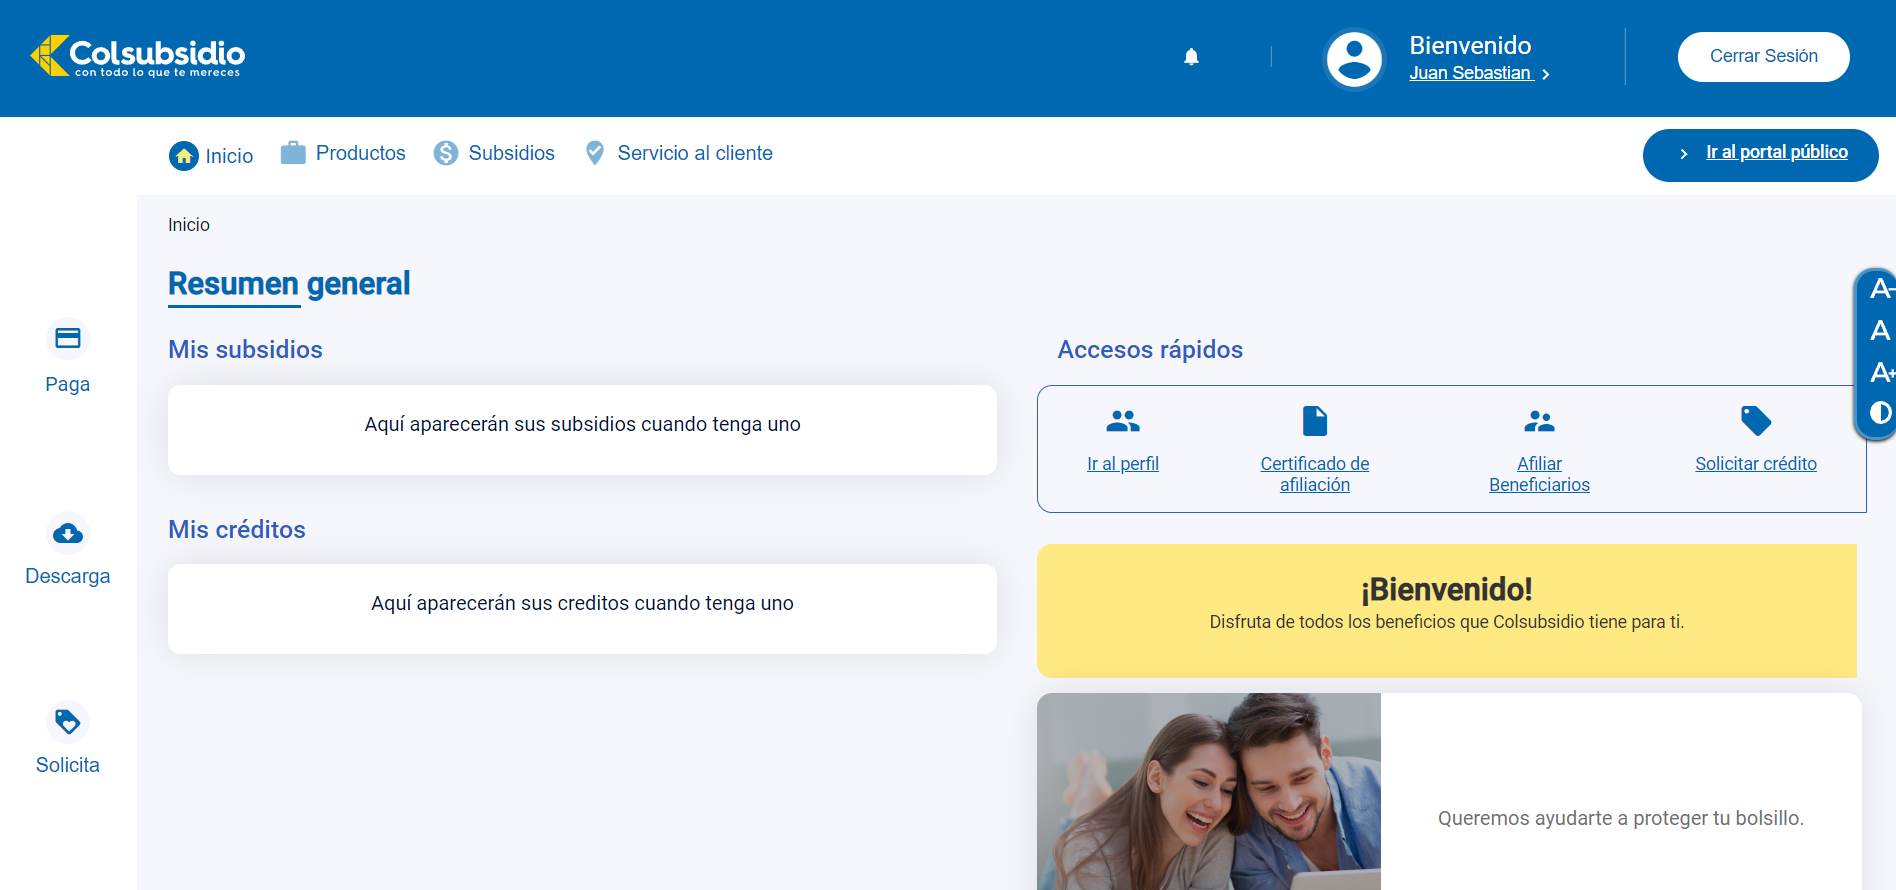 Colsubsidio
con todo lo que te mereces
Bienvenido
Juan Sebastian
Cerrar Sesión
Inicio
Productos
Subsidios
Servicio al cliente
Ir al portal público
Inicio
Resumen general
Paga
Descarga
Solicita
Mis subsidios
Aquí aparecerán sus subsidios cuando tenga uno
Mis créditos
Aquí aparecerán sus creditos cuando tenga uno
Accesos rápidos
Ir al perfil
Certificado de
afiliación
Afiliar
Beneficiarios
Solicitar crédito
¡Bienvenido!
Disfruta de todos los beneficios que Colsubsidio tiene para ti.
Queremos ayudarte a proteger tu bolsillo.
A-
A
A+